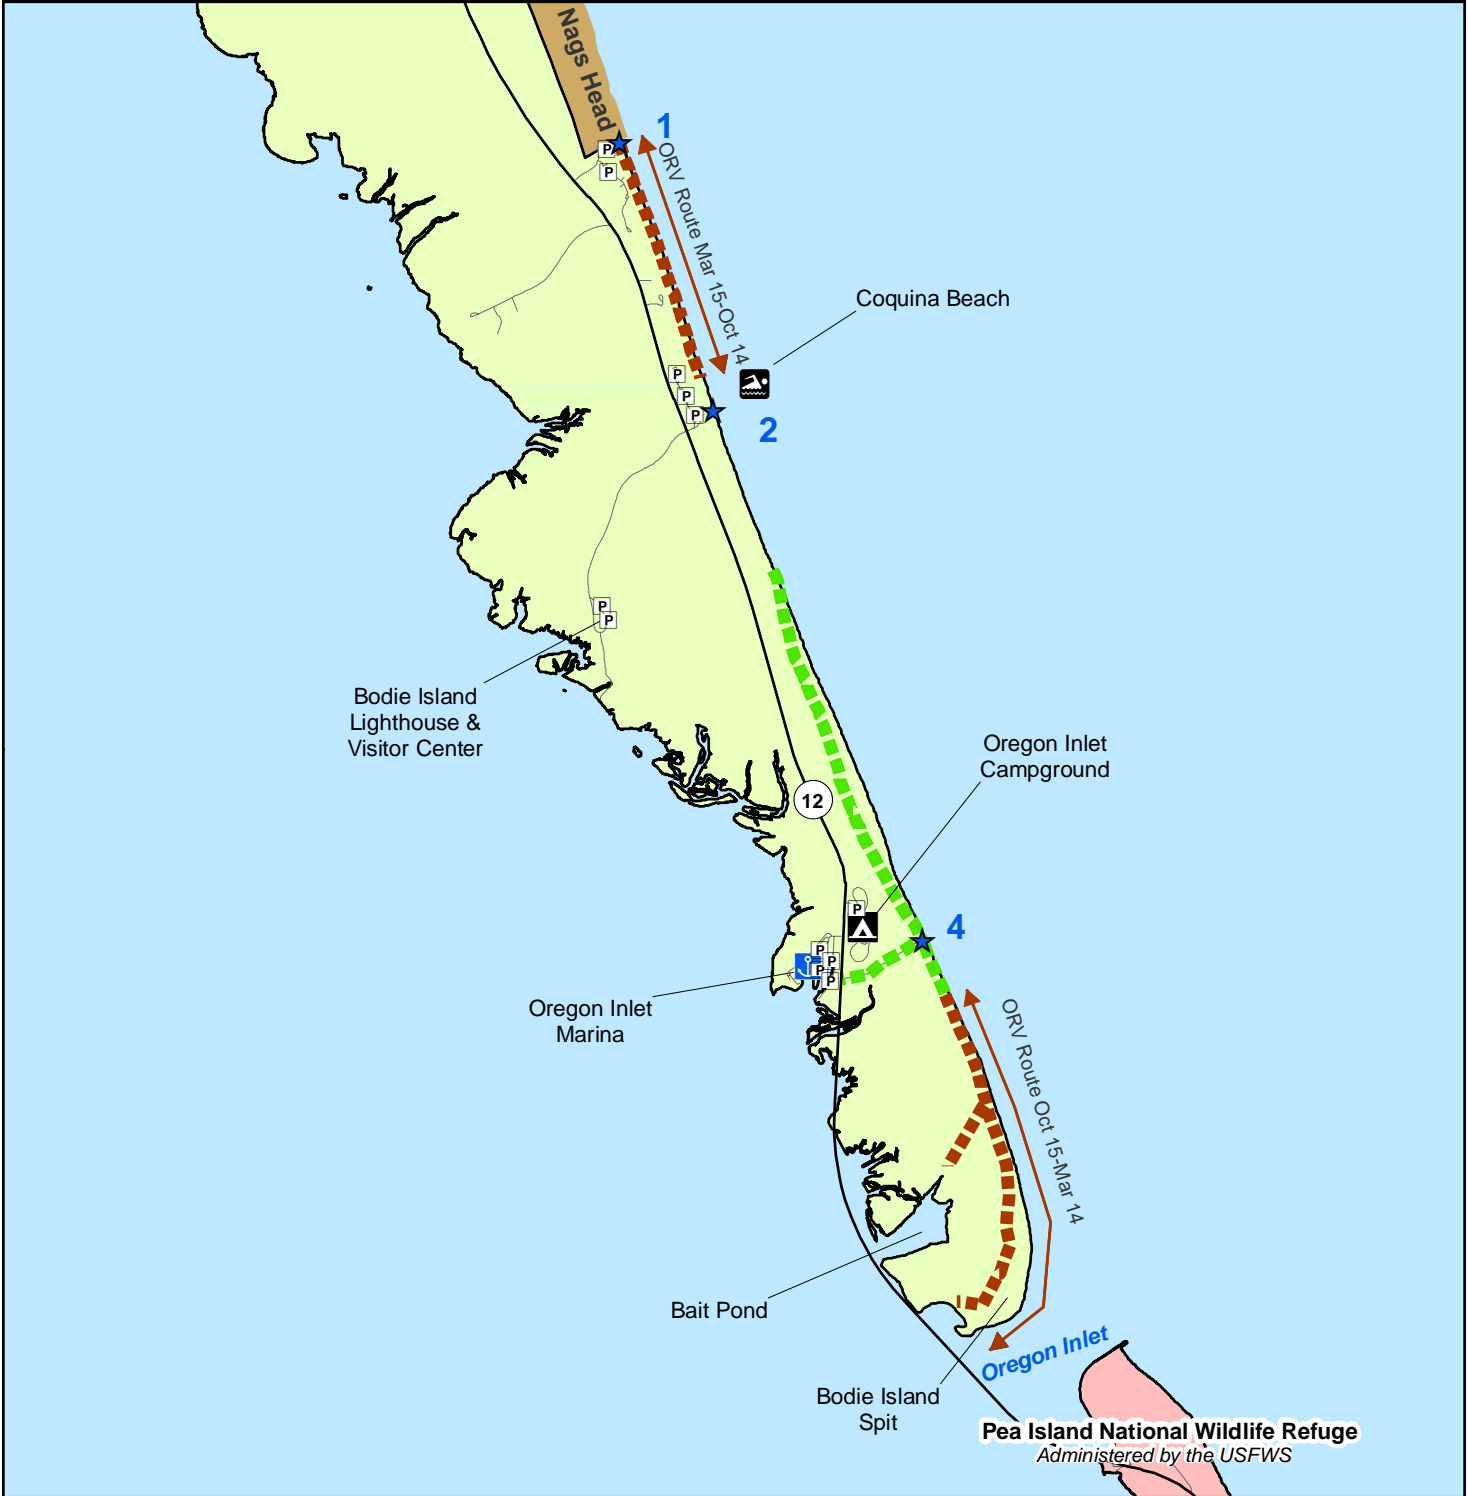 Nags Head
1
P
P
ORV Route Mar 15-Oct 14
Coquina Beach
P
P
P
2
P
P
Bodie Island
Lighthouse &
Visitor Center
Oregon Inlet
Campground
12
P
4
P
P
P
P
Oregon Inlet
Marina
ORV Route Oct 15-Mar 14
Bait Pond
Oregon Inlet
Bodie Island
Spit
Pea Island National Wildlife Refuge
Administered by the USFWS